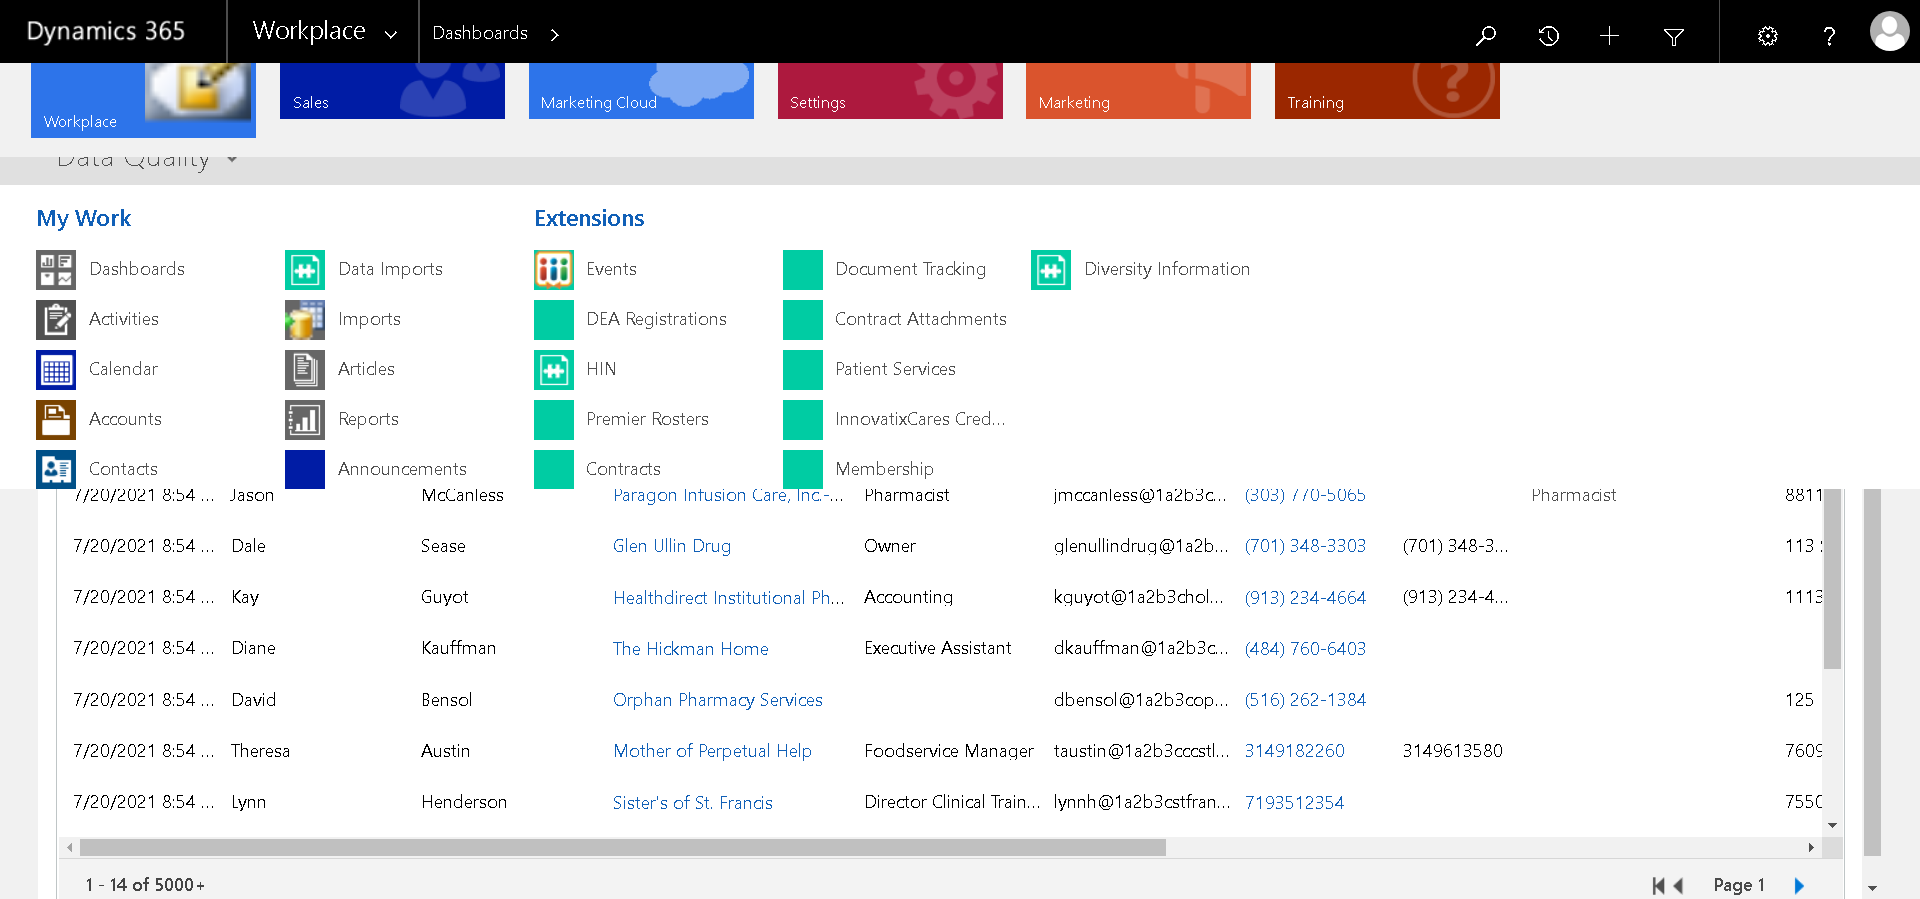 Dynamics 365 Workplace Dashboards ?
Workplace Sales Marketing Cloud Settings Marketing Training
Data Quality
My Work Extensions
Dashboards Data Imports Events Document Tracking Diversity Information
Activities Imports DEA Registrations Contract Attachments
Calendar Articles HIN Patient Services
Accounts Reports Premier Rosters InnovatixCares Cred...
Contacts Announcements Contracts Membership
7/20/2021 8:54 ... Jason McCanless Paragon Infusion Care, Inc.-... Pharmacist jmccanless@1a2b3c... (303) 770-5065 Pharmacist 8811
7/20/2021 8:54 ... Dale Sease Glen Ullin Drug Owner glenullindrug@1a2b... (701) 348-3303 (701) 348-3... 113
7/20/2021 8:54 ... Kay Guyot Healthdirect Institutional Ph... Accounting kguyot@1a2b3chol... (913) 234-4664 (913) 234-4... 1113
7/20/2021 8:54 ... Diane Kauffman The Hickman Home Executive Assistant dkauffman@1a2b3c... (484) 760-6403
7/20/2021 8:54 ... David Bensol Orphan Pharmacy Services dbensol@1a2b3cop... (516) 262-1384 125
7/20/2021 8:54 ... Theresa Austin Mother of Perpetual Help Foodservice Manager taustin@1a2b3cccstl... 3149182260 3149613580 7609
7/20/2021 8:54 ... Lynn Henderson Sister's of St. Francis Director Clinical Train... lynnh@1a2b3cstfran... 7193512354 7550
1 - 14 of 5000+ Page 1